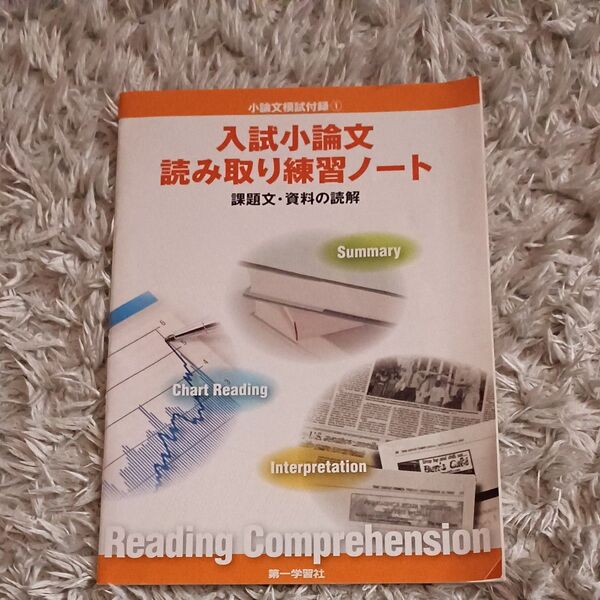 小論文模試付録①
入試小論文
読み取り練習ノート
課題文・資料の読解
Summary
Chart Reading
Interpretation
Reading Comprehension
第一学習社